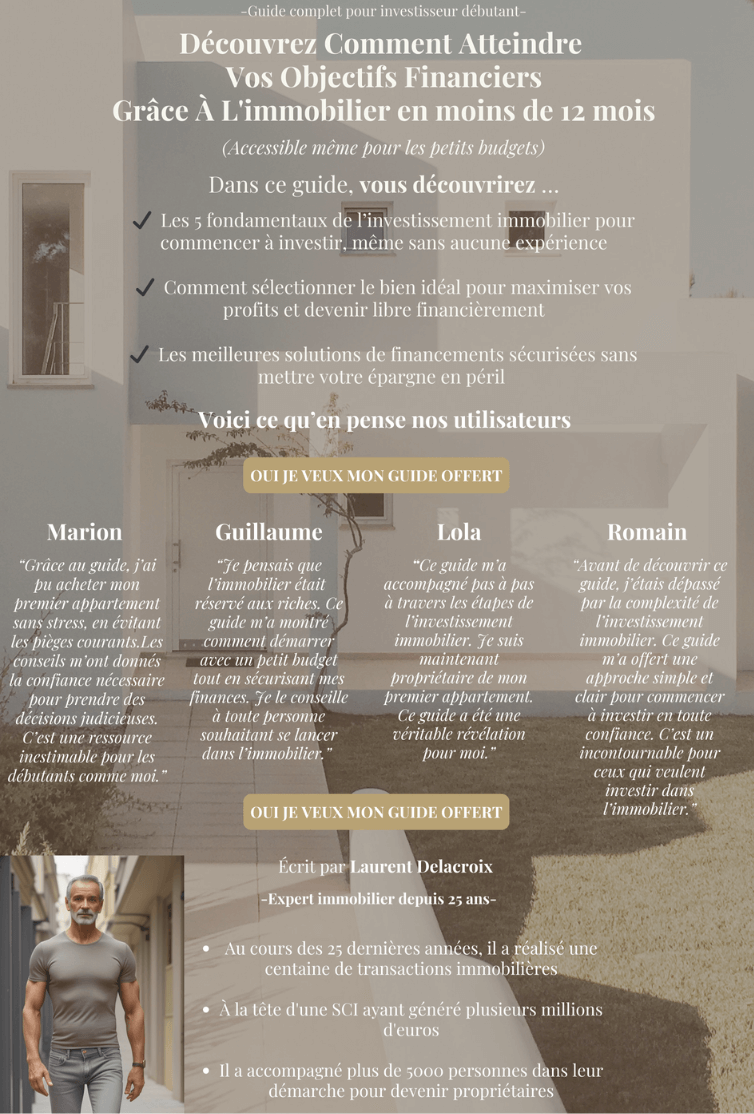 -Guide complet pour investisseur débutant-
Découvrez Comment Atteindre
Vos Objectifs Financiers
Grâce À L'immobilier en moins de 12 mois
(Accessible même pour les petits budgets)
Dans ce guide, vous découvrirez ...
Les 5 fondamentaux de l'investissement immobilier pour
commencer à investir, même sans aucune expérience
Comment sélectionner le bien idéal pour maximiser vos
profits et devenir libre financièrement
Les meilleures solutions de financements sécurisées sans
mettre votre épargne en péril
Voici ce qu'en pense nos utilisateurs
OUI JE VEUX MON GUIDE OFFERT
Marion
“Grâce au guide, j'ai
pu acheter mon
premier appartement
sans stress, en évitant
les pièges courants.Les
conseils m'ont donnés
la confiance nécessaire
pour prendre des
décisions judicieuses.
C'est une ressource
inestimable pour les
débutants comme moi.”
Guillaume
“Je pensais que
l'immobilier était
réservé aux riches. Ce
guide m'a montré
comment démarrer
avec un petit budget
tout en sécurisant mes
finances. Je le conseille
à toute personne
souhaitant se lancer
dans l'immobilier.”
Lola
“Ce guide m'a
accompagné pas à pas
à travers les étapes de
l'investissement
immobilier. Je suis
maintenant
propriétaire de mon
premier appartement.
Ce guide a été une
véritable révélation
pour moi.”
Romain
“Avant de découvrir ce
guide, j'étais dépassé
par la complexité de
l'investissement
immobilier. Ce guide
m'a offert une
approche simple et
clair pour commencer
à investir en toute
confiance. C'est un
incontournable pour
ceux qui veulent
investir dans
l'immobilier.”
OUI JE VEUX MON GUIDE OFFERT
Écrit par Laurent Delacroix
-Expert immobilier depuis 25 ans-
Au cours des 25 dernières années, il a réalisé une
centaine de transactions immobilières
À la tête d'une SCI ayant généré plusieurs millions
d'euros
Il a accompagné plus de 5000 personnes dans leur
démarche pour devenir propriétaires